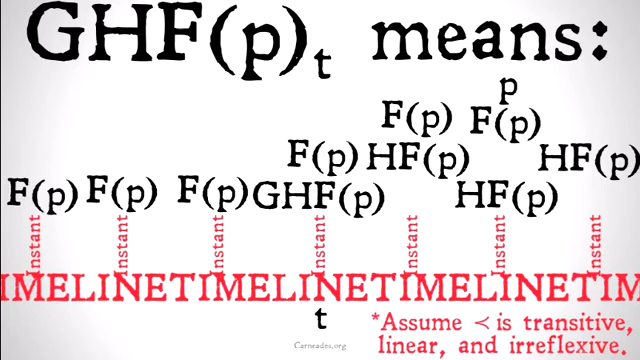 GHF(p)t means:
p
F(p) F(p)
F(p) HF(p) HF(p)
F(p) F(p) F(p) GHF(p) HF(p)
Instant Instant Instant Instant Instant Instant Instant
TIMELINETIMELINETIMELINETIM
t
*Assume ≺ is transitive,
linear, and irreflexive.
Carneades.org